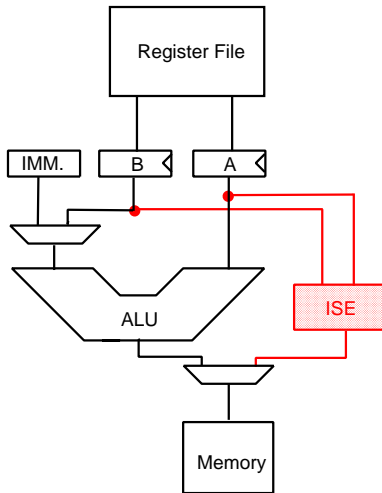 Register File
IMM.
B
A
ALU
ISE
Memory